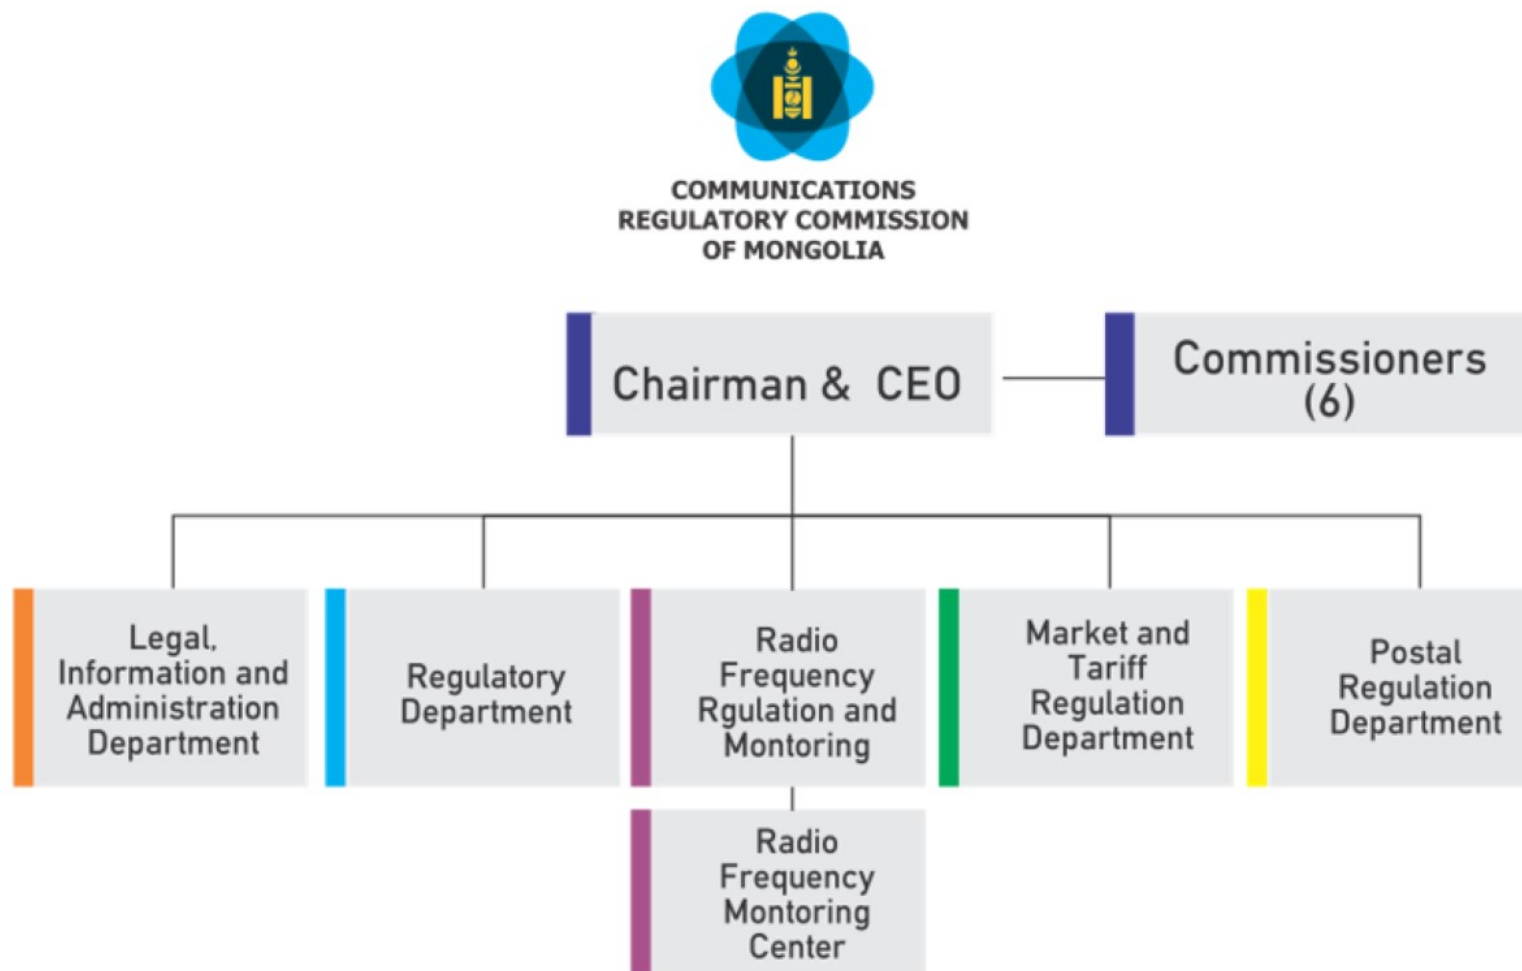 COMMUNICATIONS
REGULATORY COMMISSION
OF MONGOLIA
Chairman & CEO
Commissioners
(6)
Legal,
Information and
Administration
Department
Regulatory
Department
Radio
Frequency
Rgulation and
Montoring
Market and
Tariff
Regulation
Department
Postal
Regulation
Department
Radio
Frequency
Montoring
Center